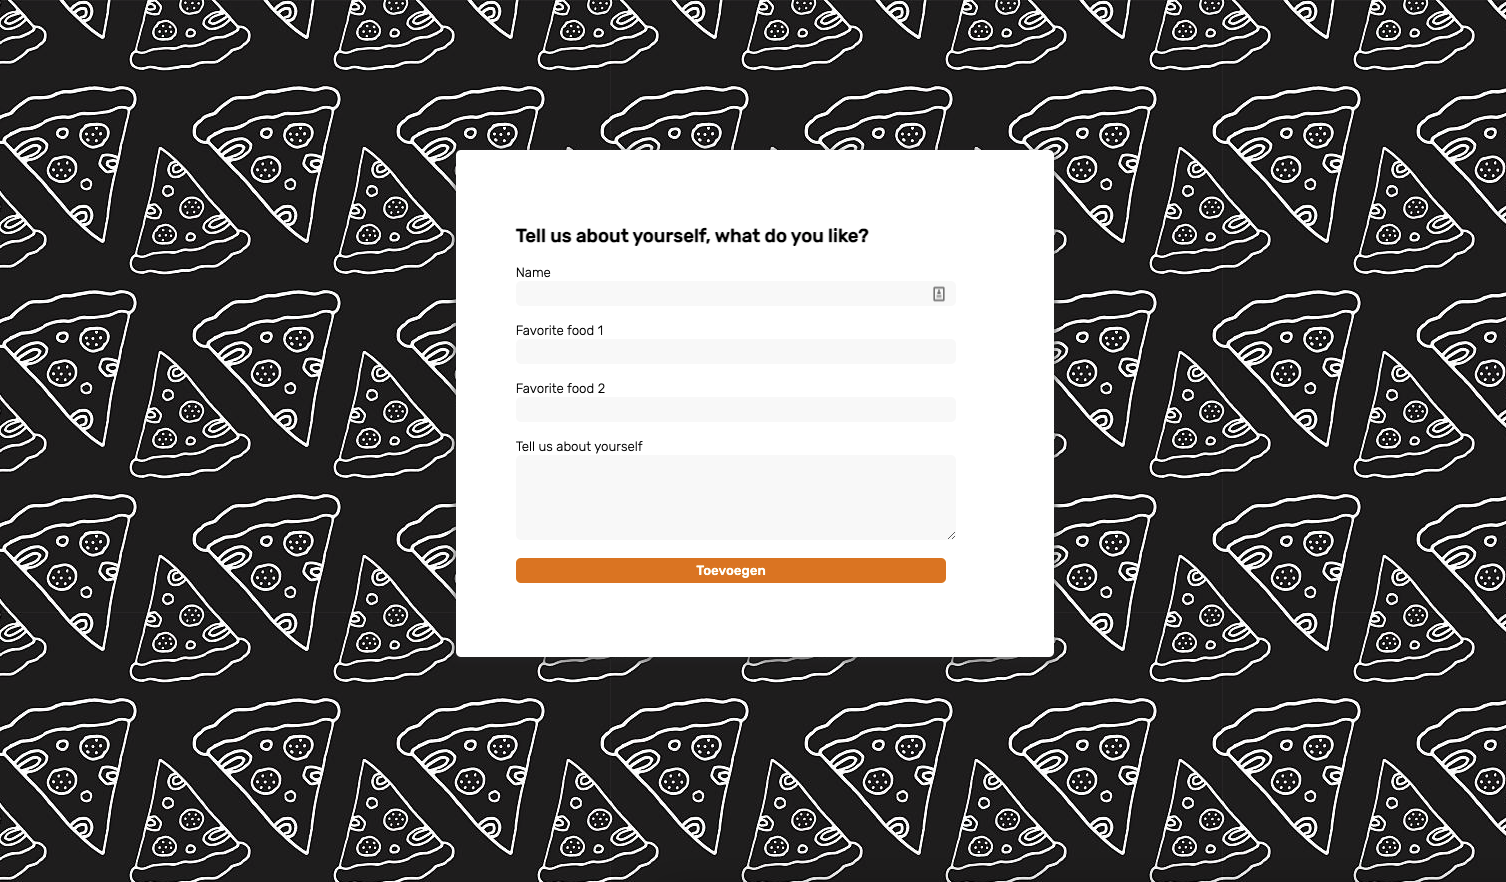 Tell us about yourself, what do you like?
Name
Favorite food 1
Favorite food 2
Tell us about yourself
Toevoegen